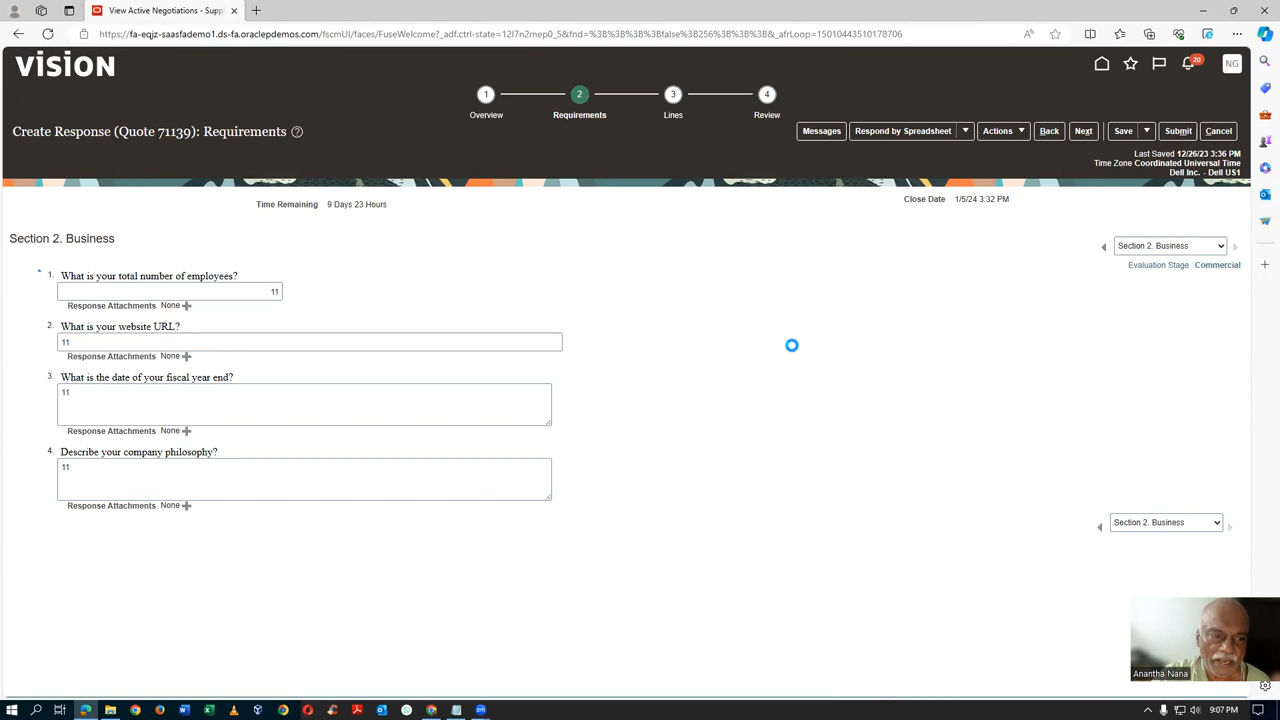 View Active Negotiations - Suppl
https://fa-eqjz-saasfademo1.ds-fa.oraclepdemos.com/fscmUI/faces/FuseWelcome?_adf.ctrl-state=12l7n2mep0_5&fnd=%3B%3B%3B%3Bfalse%3B256%3B%3B%3B&_afrLoop=15010443510178706
VISION
20
NG
1
2
3
4
Overview
Requirements
Lines
Review
Create Response (Quote 71139): Requirements
Messages
Respond by Spreadsheet
Actions
Back
Next
Save
Submit
Cancel
Last Saved 12/26/23 3:36 PM
Time Zone Coordinated Universal Time
Dell Inc. - Dell US1
Time Remaining 9 Days 23 Hours
Close Date 1/5/24 3:32 PM
Section 2. Business
Section 2. Business
Evaluation Stage Commercial
1. What is your total number of employees?
11
Response Attachments None
2. What is your website URL?
11
Response Attachments None
3. What is the date of your fiscal year end?
11
Response Attachments None
4. Describe your company philosophy?
11
Response Attachments None
Section 2. Business
Anantha Nana
9:07 PM